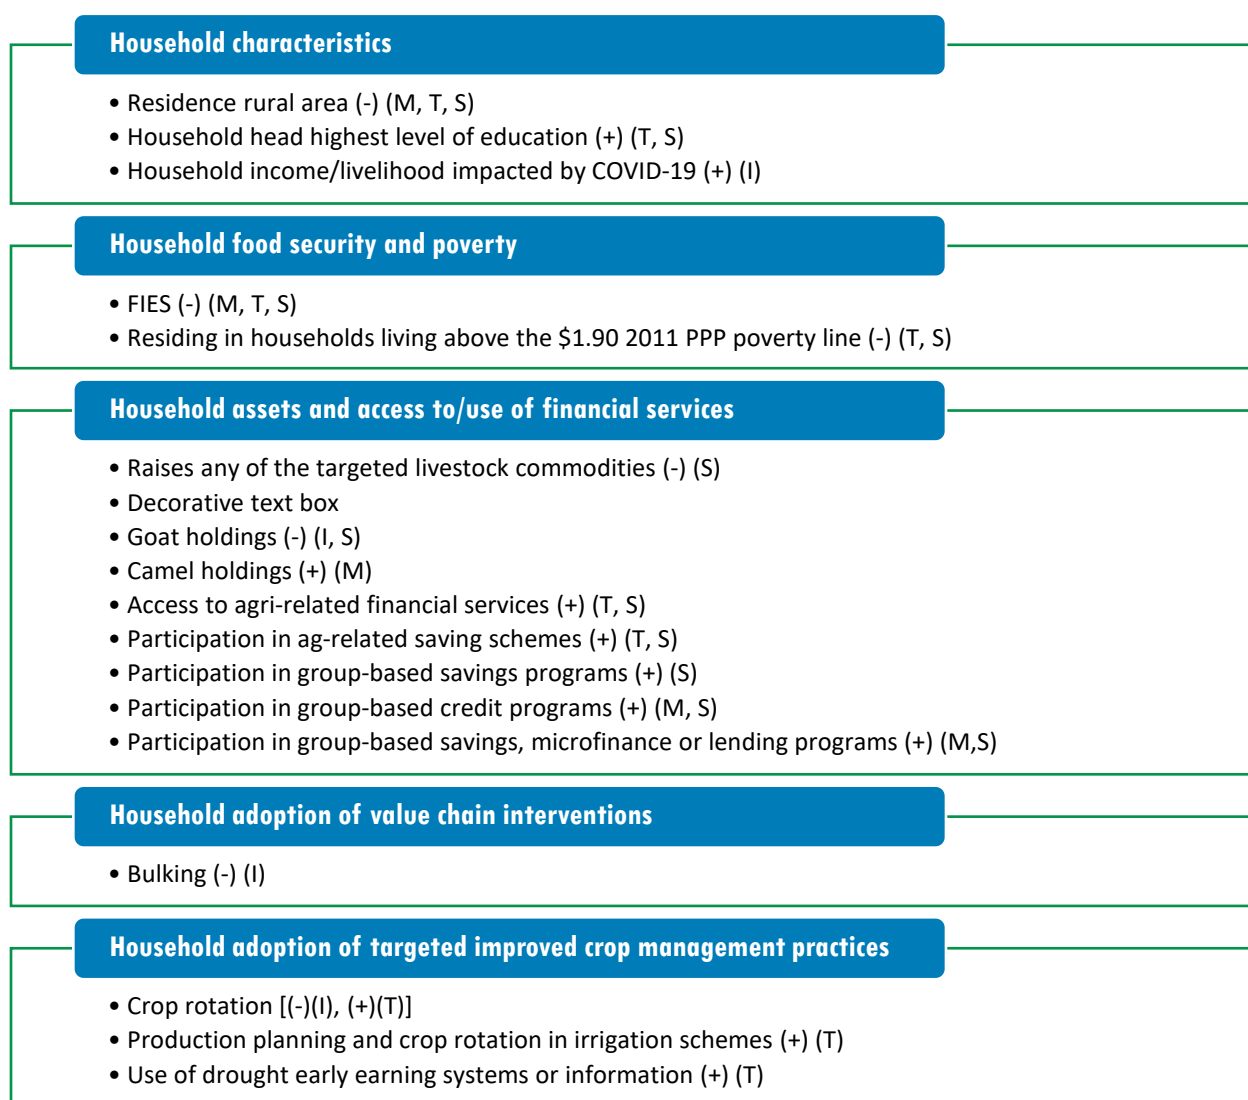 Household characteristics
• Residence rural area (-) (M, T, S)
• Household head highest level of education (+) (T, S)
• Household income/livelihood impacted by COVID-19 (+) (I)
Household food security and poverty
• FIES (-) (M, T, S)
• Residing in households living above the $1.90 2011 PPP poverty line (-) (T, S)
Household assets and access to/use of financial services
• Raises any of the targeted livestock commodities (-) (S)
• Decorative text box
• Goat holdings (-) (I, S)
• Camel holdings (+) (M)
• Access to agri-related financial services (+) (T, S)
• Participation in ag-related saving schemes (+) (T, S)
• Participation in group-based savings programs (+) (S)
• Participation in group-based credit programs (+) (M, S)
• Participation in group-based savings, microfinance or lending programs (+) (M,S)
Household adoption of value chain interventions
• Bulking (-) (I)
Household adoption of targeted improved crop management practices
• Crop rotation [(-)(I), (+)(T)]
• Production planning and crop rotation in irrigation schemes (+) (T)
• Use of drought early earning systems or information (+) (T)